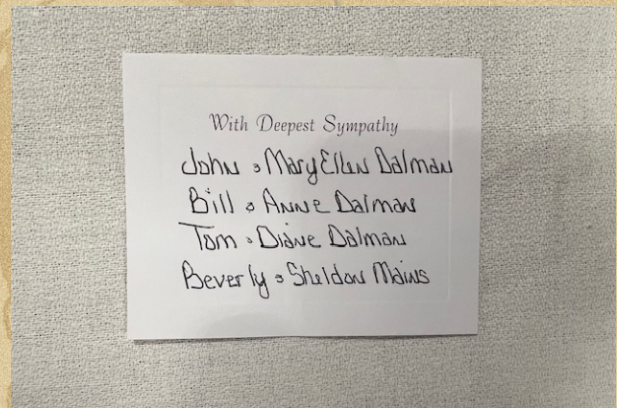 With Deepest Sympathy
John & Mary Ellen Dalman
Bill & Anne Dalman
Tom & Diane Dalman
Beverly & Sheldon Mains